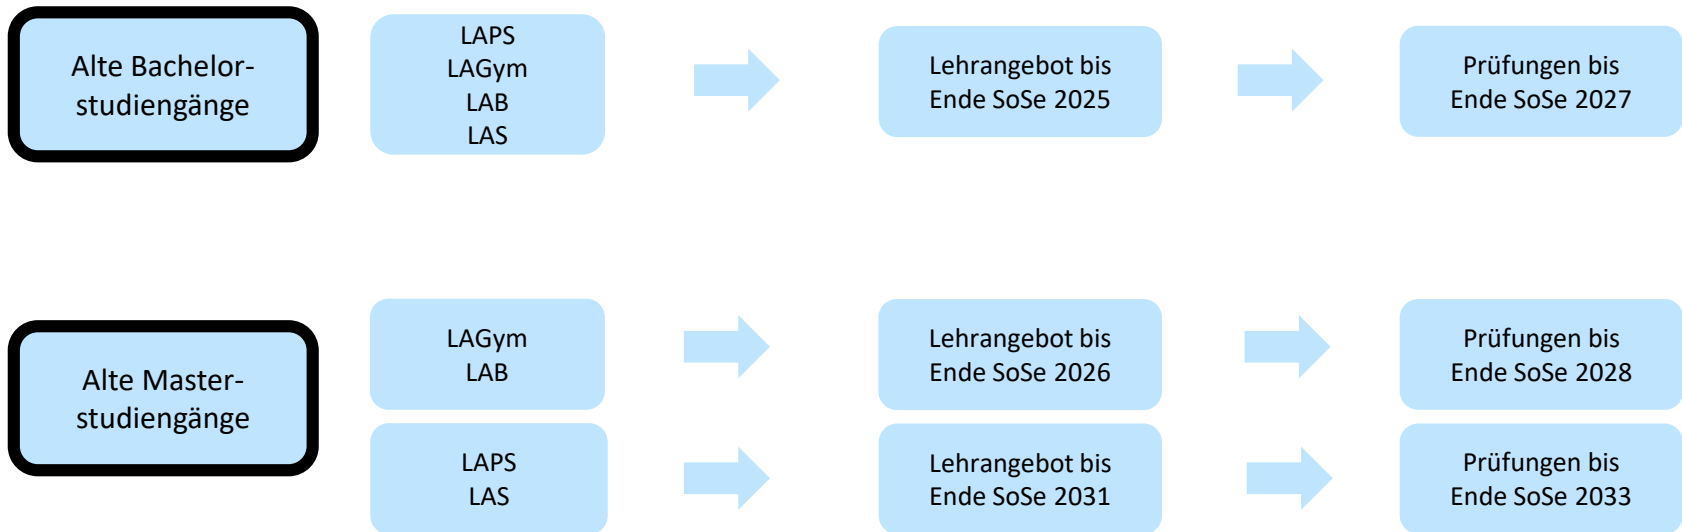 Alte Bachelor-
studiengänge
LAPS
LAGym
LAB
LAS
Lehrangebot bis
Ende SoSe 2025
Prüfungen bis
Ende SoSe 2027
Alte Master-
studiengänge
LAGym
LAB
Lehrangebot bis
Ende SoSe 2026
Prüfungen bis
Ende SoSe 2028
LAPS
LAS
Lehrangebot bis
Ende SoSe 2031
Prüfungen bis
Ende SoSe 2033